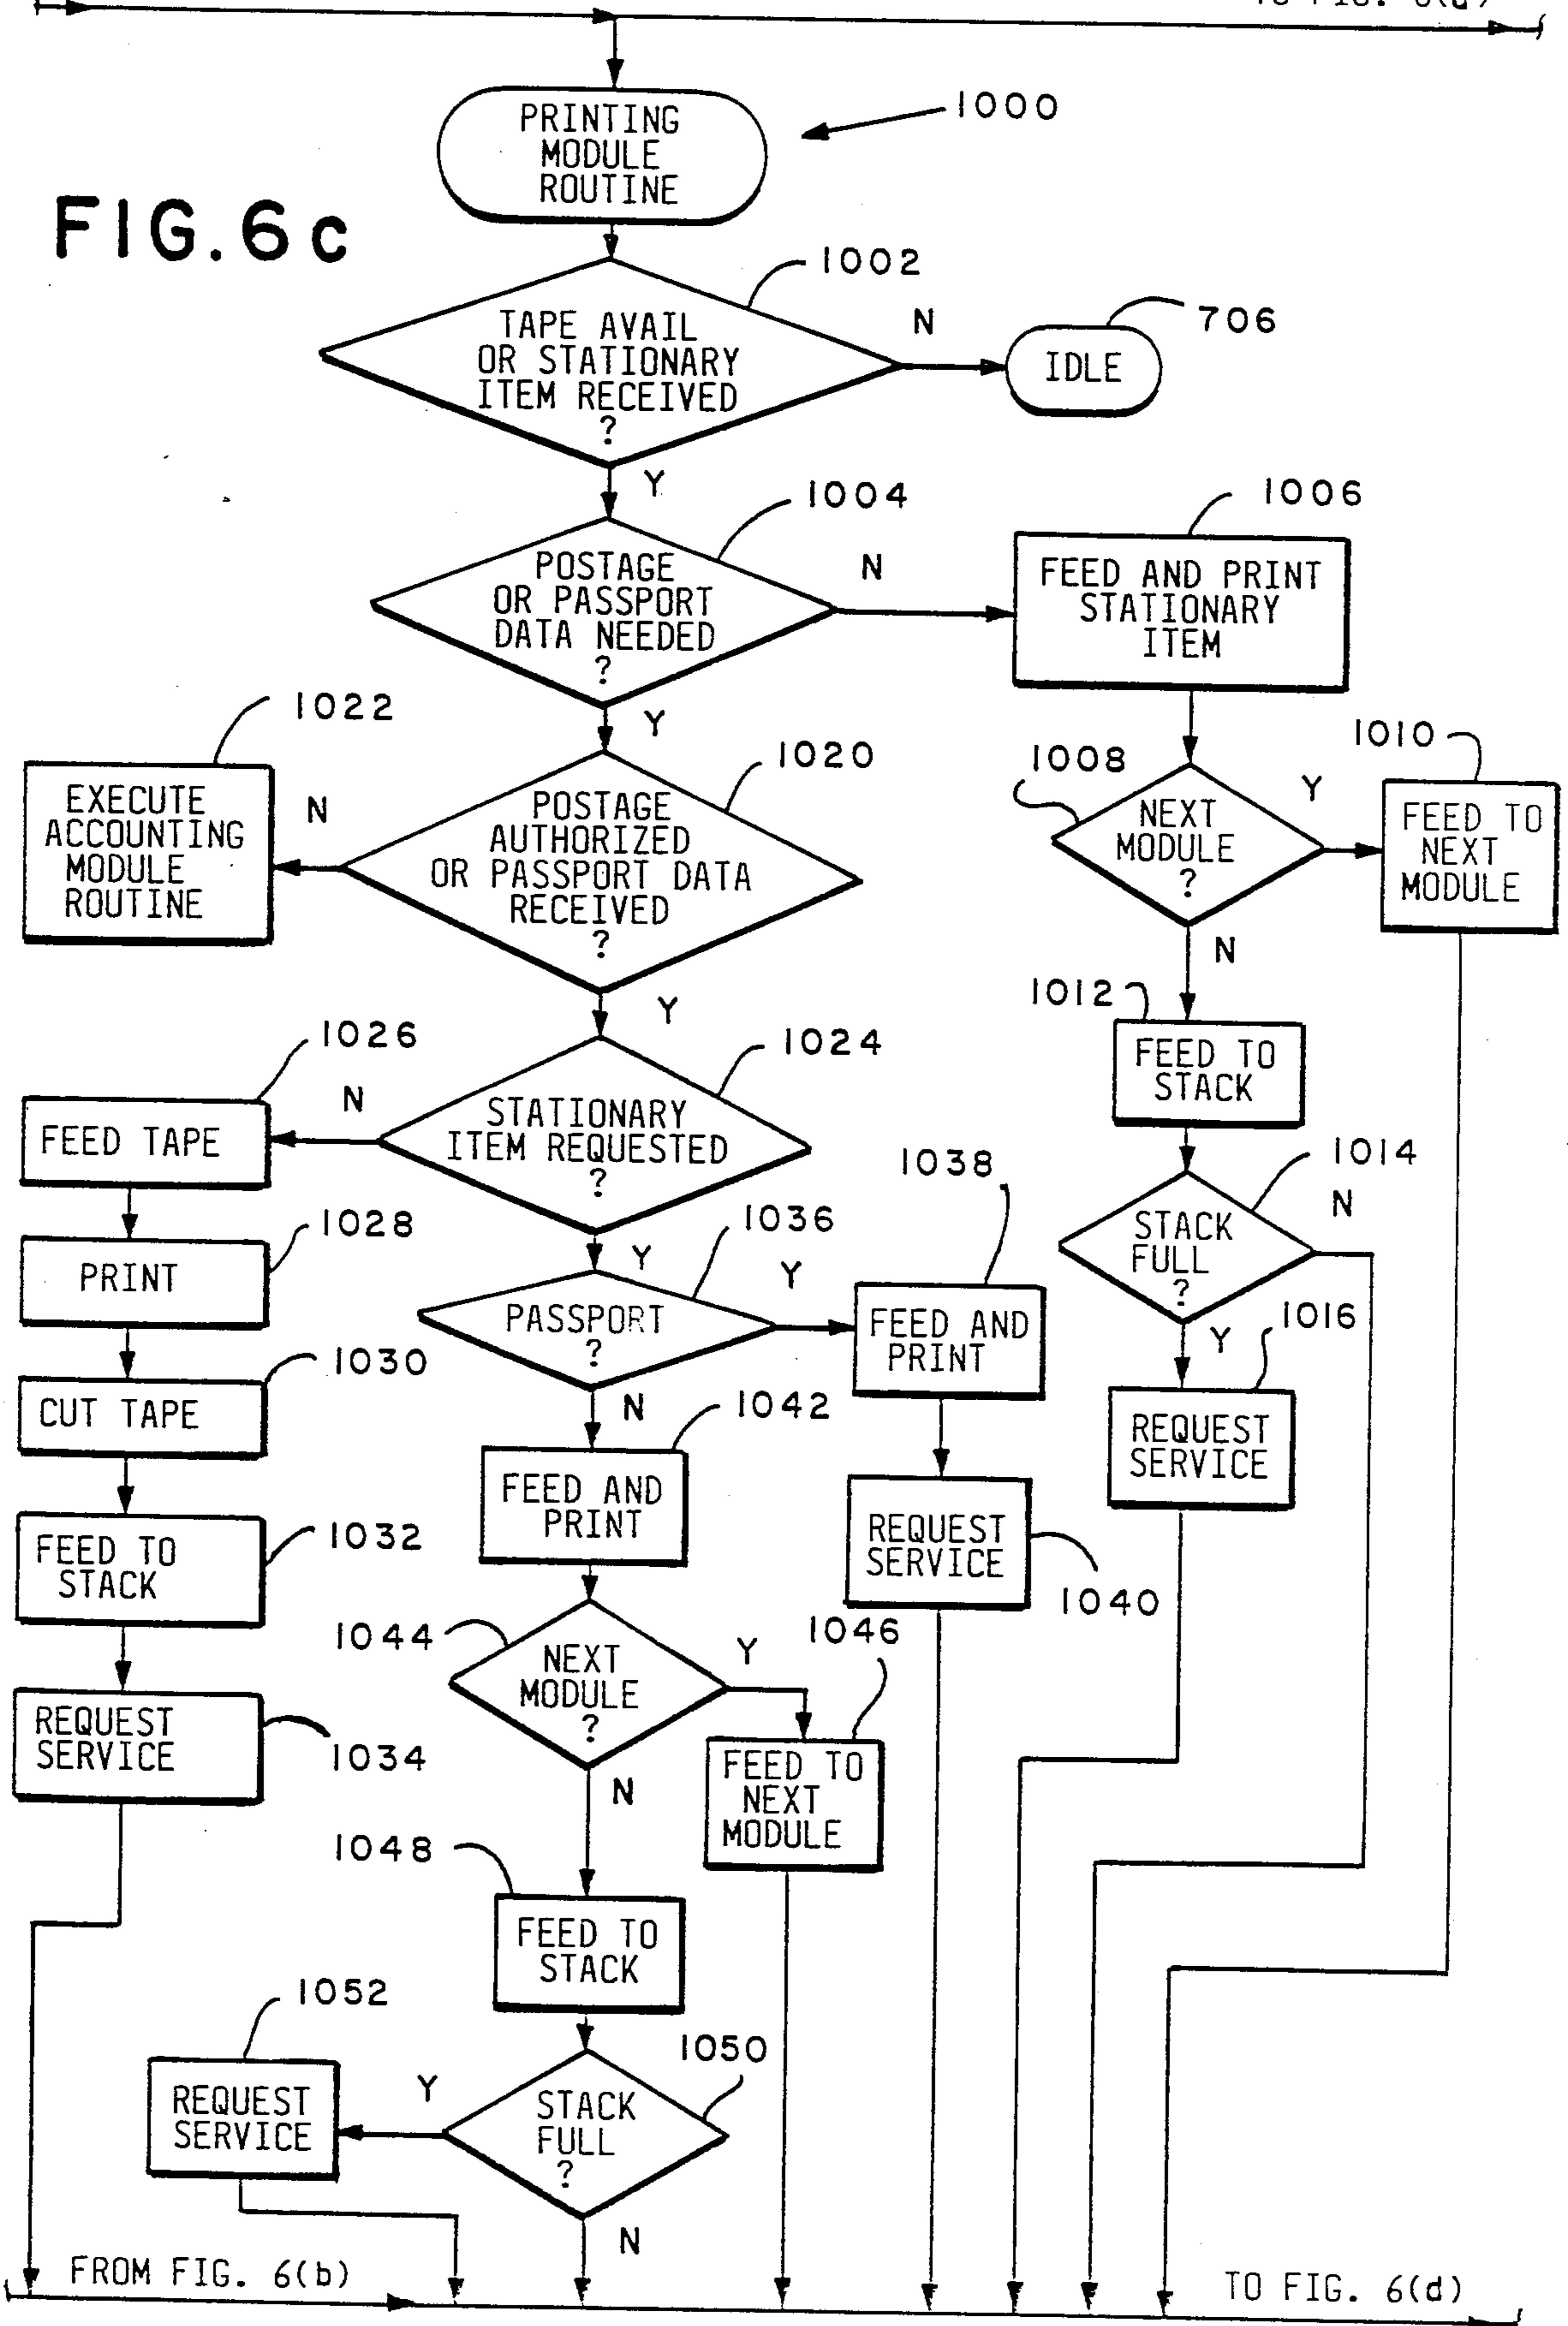 PRINTING
MODULE
ROUTINE
1000
FIG.6c
1002
TAPE AVAIL
OR STATIONARY
ITEM RECEIVED
?
N
706
IDLE
Y
1004
POSTAGE
OR PASSPORT
DATA NEEDED
?
N
1006
FEED AND PRINT
STATIONARY
ITEM
Y
1022
EXECUTE
ACCOUNTING
MODULE
ROUTINE
N
1020
POSTAGE
AUTHORIZED
OR PASSPORT DATA
RECEIVED
?
Y
1008
NEXT
MODULE
?
Y
1010
FEED TO
NEXT
MODULE
N
1012
FEED TO
STACK
1014
STACK
FULL
?
N
Y
1016
REQUEST
SERVICE
1024
STATIONARY
ITEM REQUESTED
?
N
1026
FEED TAPE
1028
PRINT
1030
CUT TAPE
1032
FEED TO
STACK
1034
REQUEST
SERVICE
Y
1036
PASSPORT
?
Y
1038
FEED AND
PRINT
1040
REQUEST
SERVICE
N
1042
FEED AND
PRINT
1044
NEXT
MODULE
?
Y
1046
FEED TO
NEXT
MODULE
N
1048
FEED TO
STACK
1050
STACK
FULL
?
Y
1052
REQUEST
SERVICE
N
FROM FIG. 6(b)
TO FIG. 6(d)